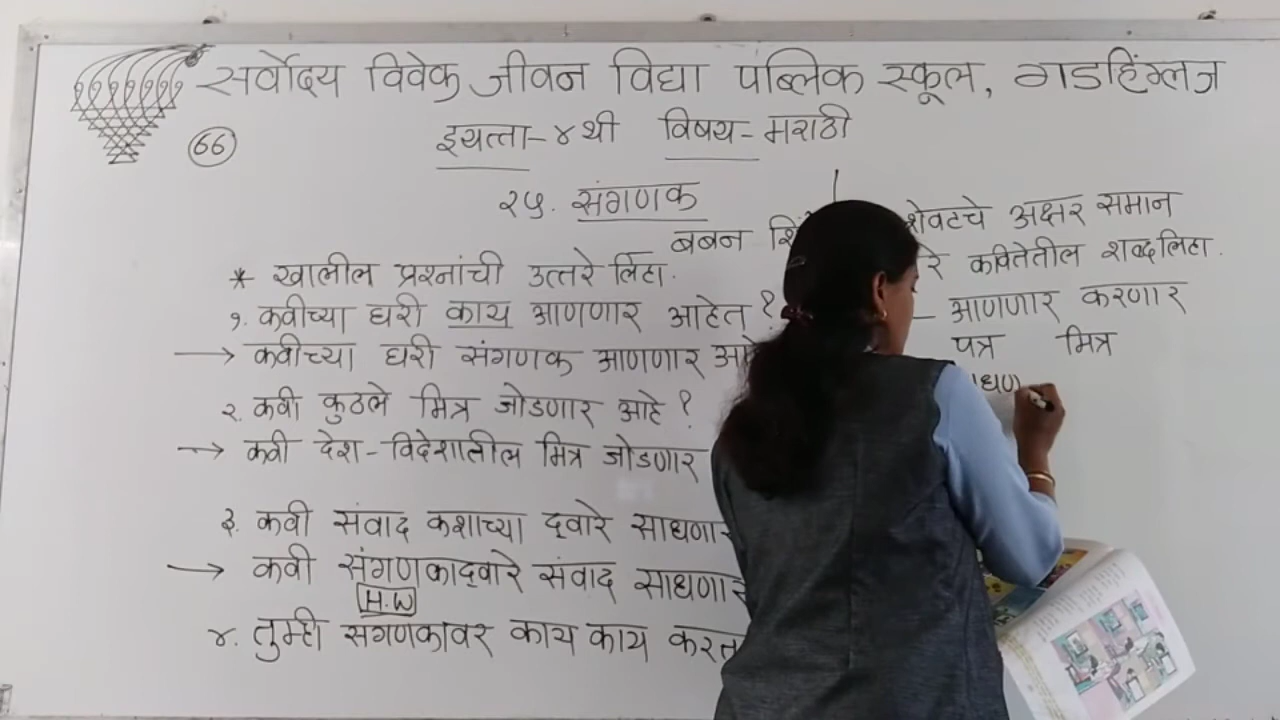 सर्वोदय विवेक जीवन विद्या पब्लिक स्कूल, गडहिंग्लज
66
इयत्ता-४थी विषय-मराठी
२५. संगणक
बबन शिं
* खालील प्रश्नांची उत्तरे लिहा.
१. कवीच्या घरी काय आणणार आहेत ?
→ कवीच्या घरी संगणक आणणार आहे
२. कवी कुठले मित्र जोडणार आहे ?
→ कवी देश-विदेशातील मित्र जोडणार
३. कवी संवाद कशाच्या द्वारे साधणार
→ कवी संगणकाद्वारे संवाद साधणार
H.W
४. तुम्ही संगणकावर काय काय करत
शेवटचे अक्षर समान
रे कवितेतील शब्द लिहा.
– आणणार करणार
पत्र मित्र
ाधण